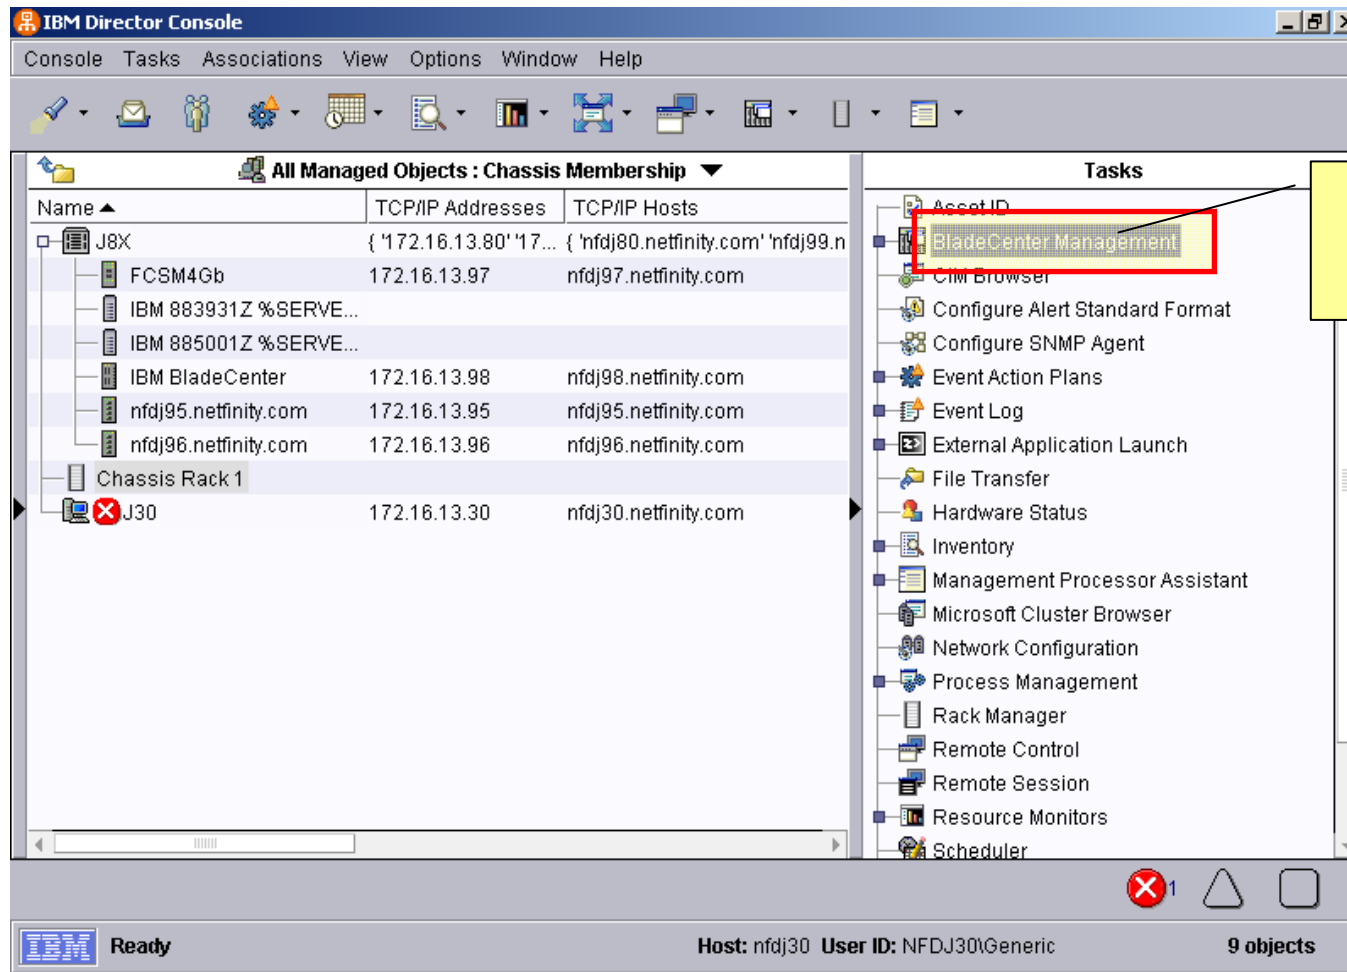 IBM Director Console
Console Tasks Associations View Options Window Help
All Managed Objects : Chassis Membership
Name TCP/IP Addresses TCP/IP Hosts
J8X { '172.16.13.80' '17... { 'nfdj80.netfinity.com' 'nfdj99.n
FCSM4Gb 172.16.13.97 nfdj97.netfinity.com
IBM 883931Z %SERVE...
IBM 885001Z %SERVE...
IBM BladeCenter 172.16.13.98 nfdj98.netfinity.com
nfdj95.netfinity.com 172.16.13.95 nfdj95.netfinity.com
nfdj96.netfinity.com 172.16.13.96 nfdj96.netfinity.com
Chassis Rack 1
J30 172.16.13.30 nfdj30.netfinity.com
Tasks
Asset ID
BladeCenter Management
CIM Browser
Configure Alert Standard Format
Configure SNMP Agent
Event Action Plans
Event Log
External Application Launch
File Transfer
Hardware Status
Inventory
Management Processor Assistant
Microsoft Cluster Browser
Network Configuration
Process Management
Rack Manager
Remote Control
Remote Session
Resource Monitors
Scheduler
1
IBM Ready Host: nfdj30 User ID: NFDJ30\Generic 9 objects